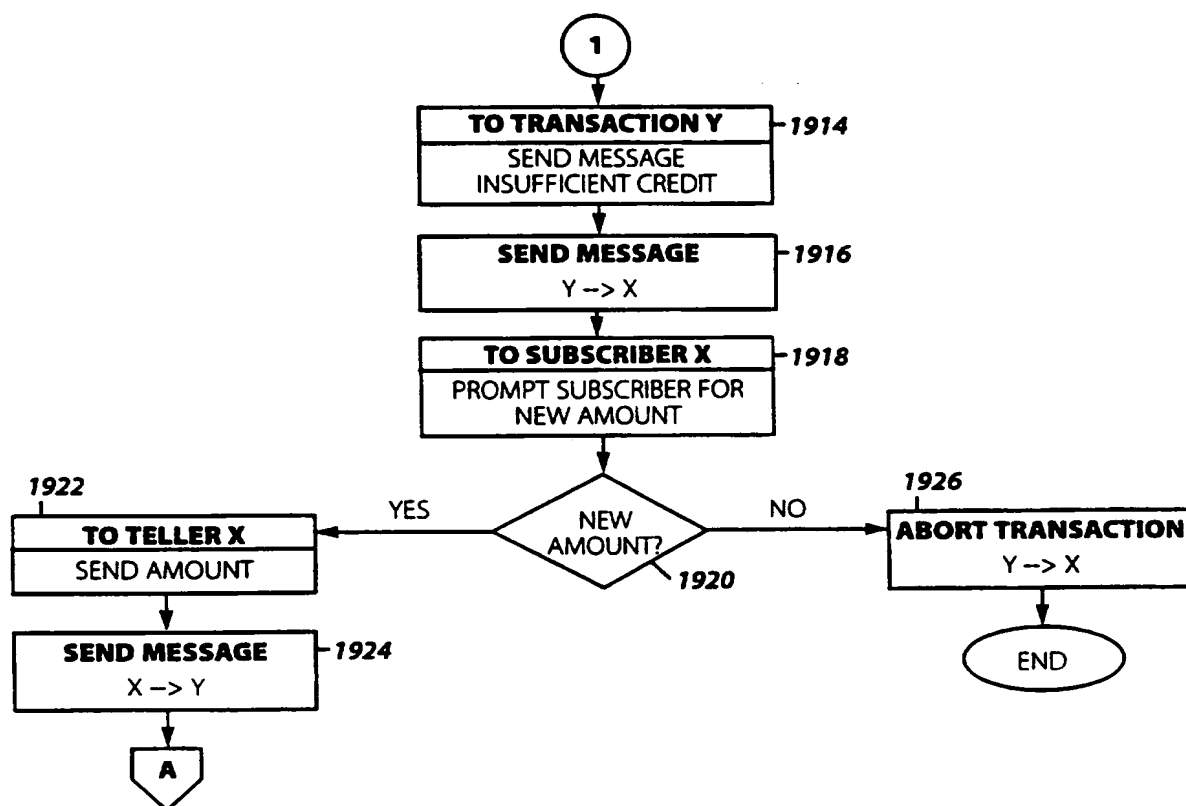 1
TO TRANSACTION Y
1914
SEND MESSAGE
INSUFFICIENT CREDIT
SEND MESSAGE
1916
Y --> X
TO SUBSCRIBER X
1918
PROMPT SUBSCRIBER FOR
NEW AMOUNT
1922
YES
NEW
AMOUNT?
1920
NO
1926
TO TELLER X
SEND AMOUNT
ABORT TRANSACTION
Y --> X
SEND MESSAGE
1924
X --> Y
END
A